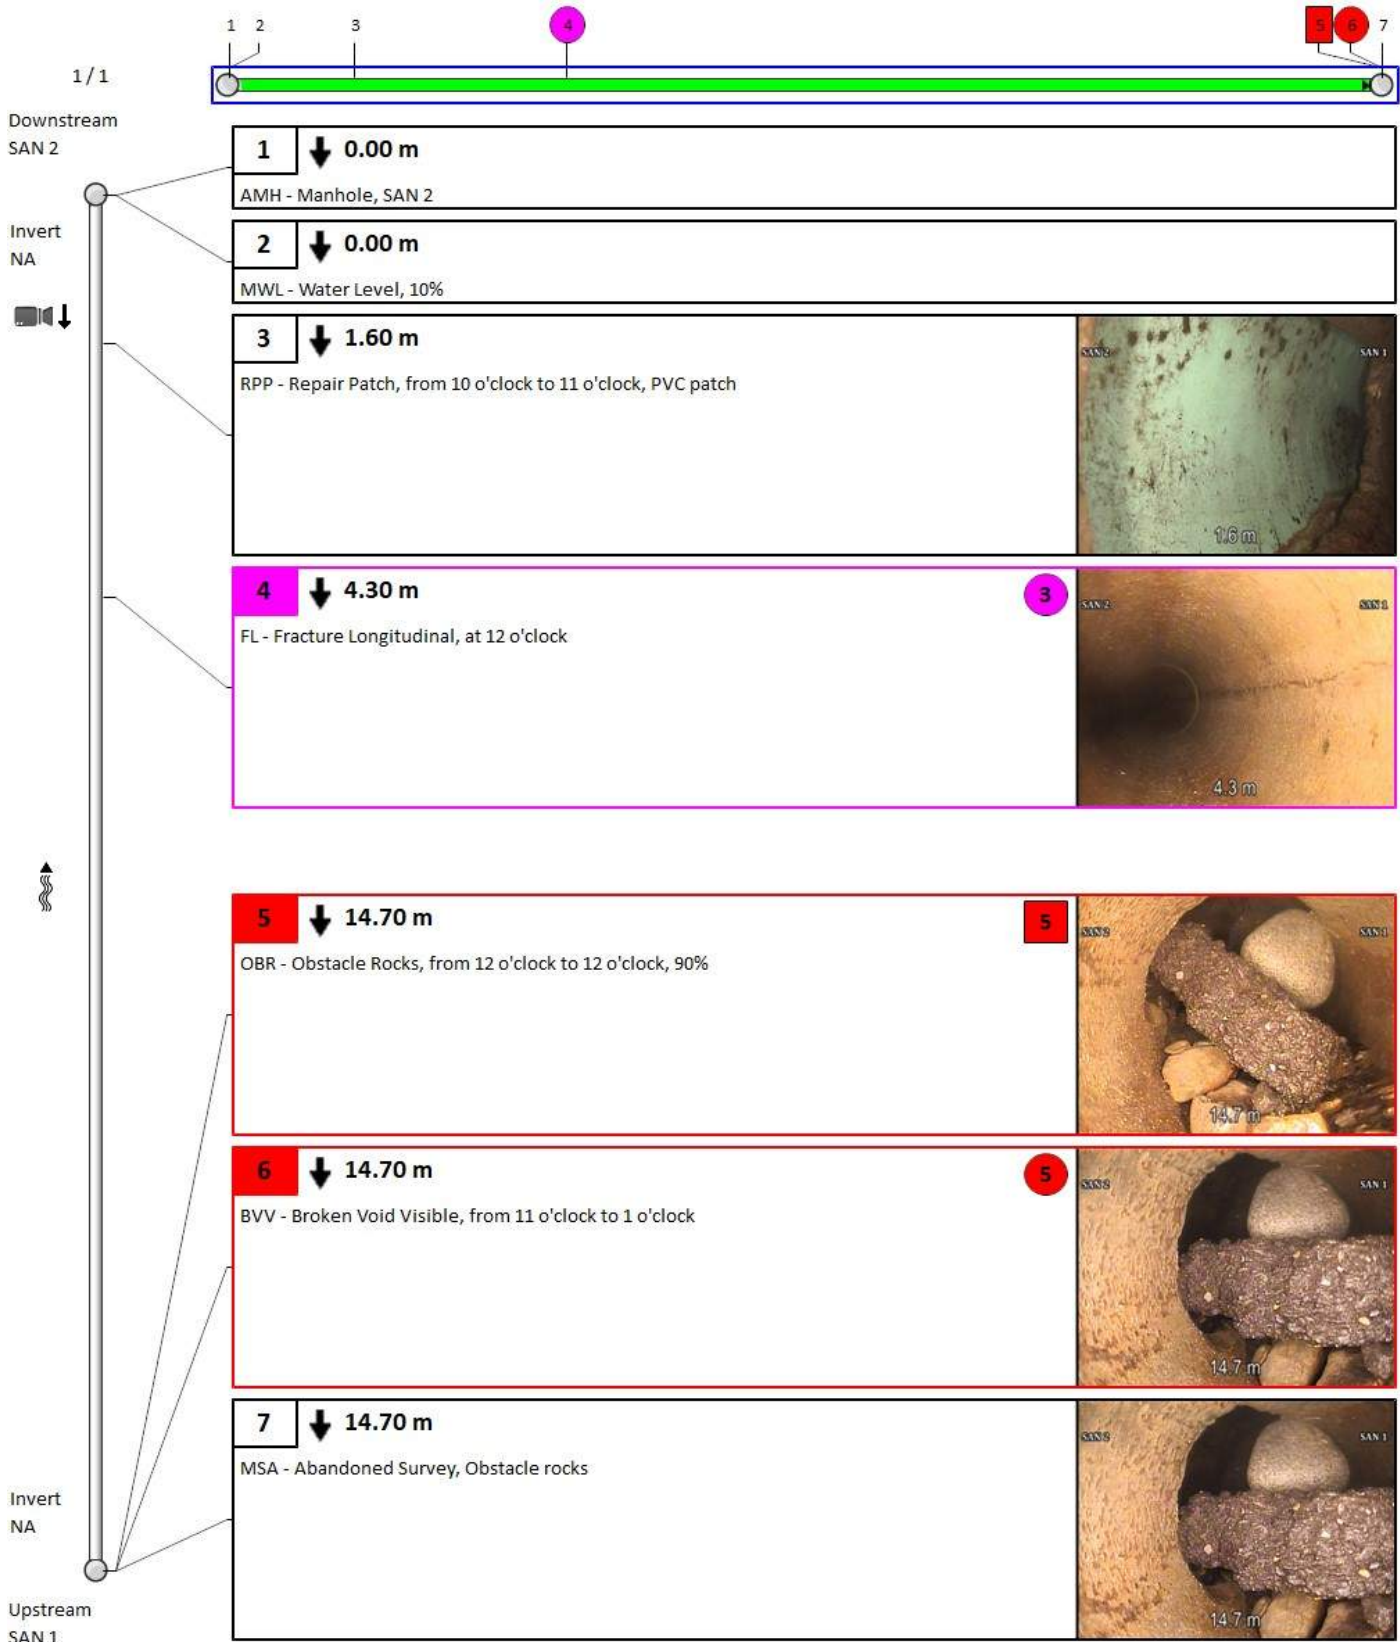 1 2 3 4 5 6 7
1 / 1
Downstream
SAN 2
1 0.00 m
AMH - Manhole, SAN 2
Invert
NA
2 0.00 m
MWL - Water Level, 10%
3 1.60 m
RPP - Repair Patch, from 10 o'clock to 11 o'clock, PVC patch
SAN 2 SAN 1
1.6 m
4 4.30 m 3
FL - Fracture Longitudinal, at 12 o'clock
SAN 2 SAN 1
4.3 m
5 14.70 m 5
OBR - Obstacle Rocks, from 12 o'clock to 12 o'clock, 90%
SAN 2 SAN 1
14.7 m
6 14.70 m 5
BVV - Broken Void Visible, from 11 o'clock to 1 o'clock
SAN 2 SAN 1
14.7 m
7 14.70 m
MSA - Abandoned Survey, Obstacle rocks
SAN 2 SAN 1
14.7 m
Invert
NA
Upstream
SAN 1